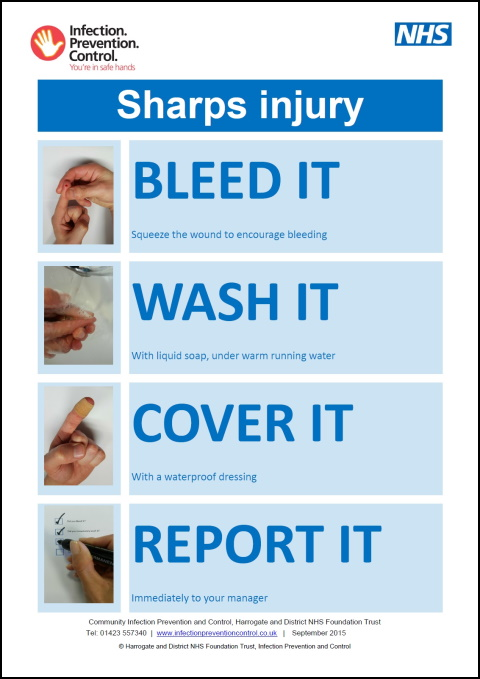 Infection.
Prevention.
Control.
You're in safe hands
NHS
Sharps injury
BLEED IT
Squeeze the wound to encourage bleeding
WASH IT
With liquid soap, under warm running water
COVER IT
With a waterproof dressing
REPORT IT
Immediately to your manager
Community Infection Prevention and Control, Harrogate and District NHS Foundation Trust
Tel: 01423 557340 | www.infectionpreventioncontrol.co.uk | September 2015
© Harrogate and District NHS Foundation Trust, Infection Prevention and Control